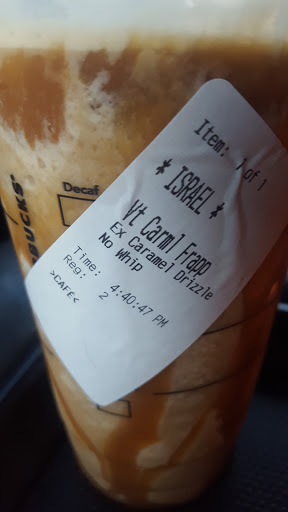 Item: 1 of 1
* ISRAEL *
Vt Carml Frapp
Ex Caramel Drizzle
No Whip
Time: 4:40:47 PM
Reg: 2
>CAFE<
Decaf
BUCKS